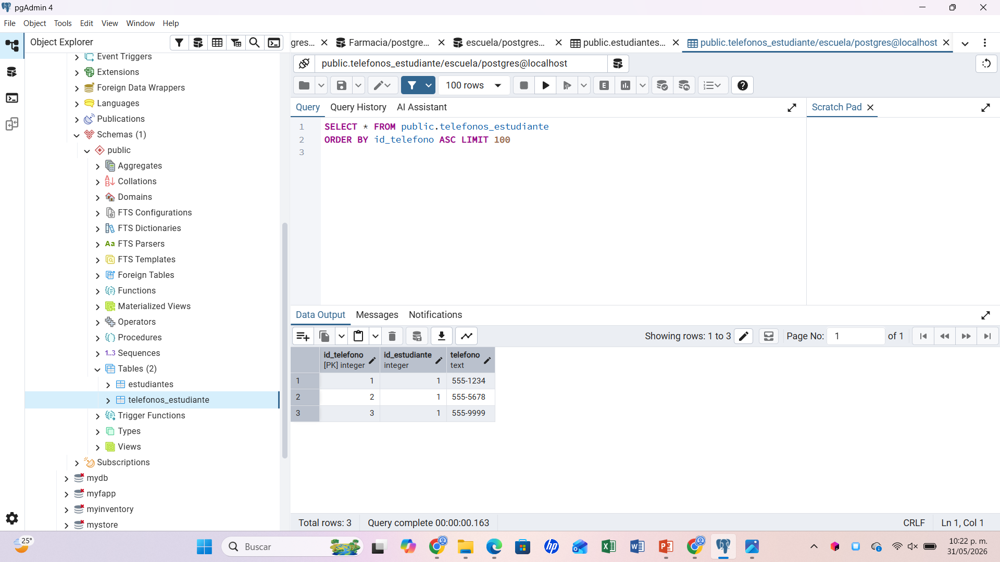 pgAdmin 4
File Object Tools Edit View Window Help
Object Explorer
gres... Farmacia/postgre... escuela/postgres... public.estudiantes... public.telefonos_estudiante/escuela/postgres@localhost
public.telefonos_estudiante/escuela/postgres@localhost
100 rows
E
Query Query History AI Assistant
Scratch Pad
1 SELECT * FROM public.telefonos_estudiante
2 ORDER BY id_telefono ASC LIMIT 100
3
Event Triggers
Extensions
Foreign Data Wrappers
Languages
Publications
Schemas (1)
public
Aggregates
Collations
Domains
FTS Configurations
FTS Dictionaries
Aa FTS Parsers
FTS Templates
Foreign Tables
Functions
Materialized Views
Operators
Procedures
1..3 Sequences
Tables (2)
estudiantes
telefonos_estudiante
Trigger Functions
Types
Views
Subscriptions
mydb
myfapp
myinventory
mystore
Data Output Messages Notifications
Showing rows: 1 to 3 Page No: 1 of 1
id_telefono id_estudiante telefono
[PK] integer integer text
1 1 1 555-1234
2 2 1 555-5678
3 3 1 555-9999
Total rows: 3 Query complete 00:00:00.163 CRLF Ln 1, Col 1
25°
Buscar
10:22 p. m.
31/05/2026